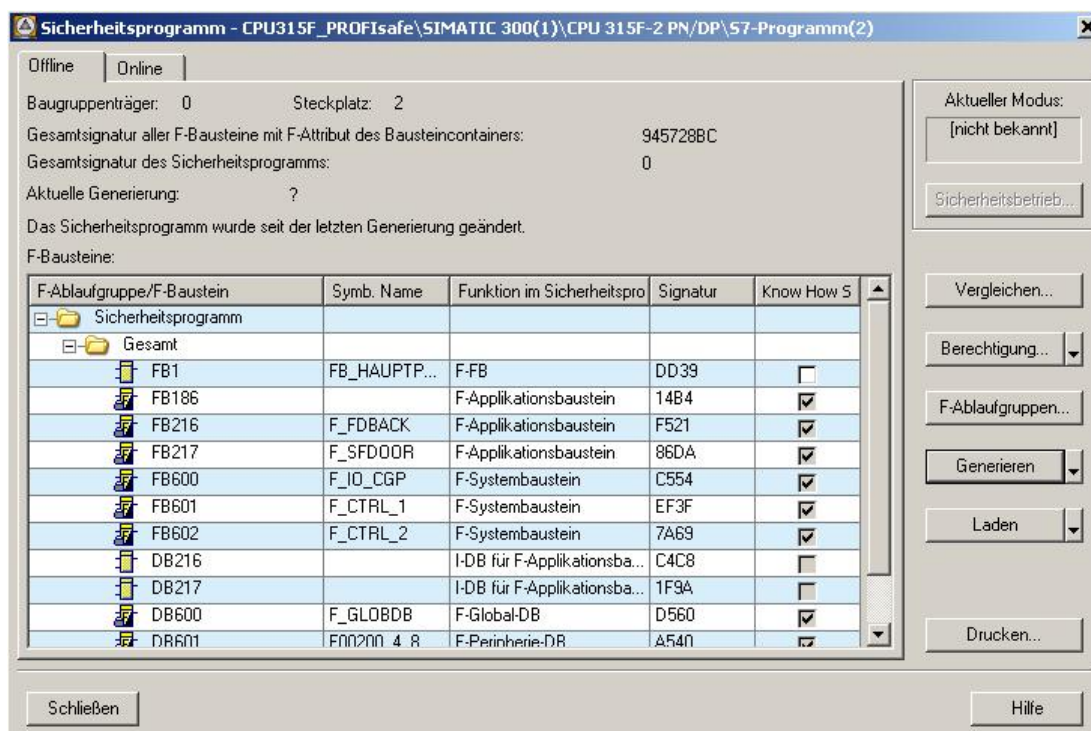 Sicherheitsprogramm - CPU315F_PROFIsafe\SIMATIC 300(1)\CPU 315F-2 PN/DP\S7-Programm(2)
Offline Online
Baugruppenträger: 0 Steckplatz: 2
Gesamtsignatur aller F-Bausteine mit F-Attribut des Bausteincontainers: 945728BC
Gesamtsignatur des Sicherheitsprogramms: 0
Aktuelle Generierung: ?
Das Sicherheitsprogramm wurde seit der letzten Generierung geändert.
F-Bausteine:
F-Ablaufgruppe/F-Baustein Symb. Name Funktion im Sicherheitspro Signatur Know How S
Sicherheitsprogramm
Gesamt
FB1 FB_HAUPTP... F-FB DD39
FB186 F-Applikationsbaustein 14B4
FB216 F_FDBACK F-Applikationsbaustein F521
FB217 F_SFDOOR F-Applikationsbaustein 86DA
FB600 F_IO_CGP F-Systembaustein C554
FB601 F_CTRL_1 F-Systembaustein EF3F
FB602 F_CTRL_2 F-Systembaustein 7A69
DB216 I-DB für F-Applikationsba... C4C8
DB217 I-DB für F-Applikationsba... 1F9A
DB600 F_GLOBDB F-Global-DB D560
DB601 F00200_4_8 F-Peripherie-DB A540
Aktueller Modus:
[nicht bekannt]
Sicherheitsbetrieb...
Vergleichen...
Berechtigung...
F-Ablaufgruppen...
Generieren
Laden
Drucken...
Schließen
Hilfe